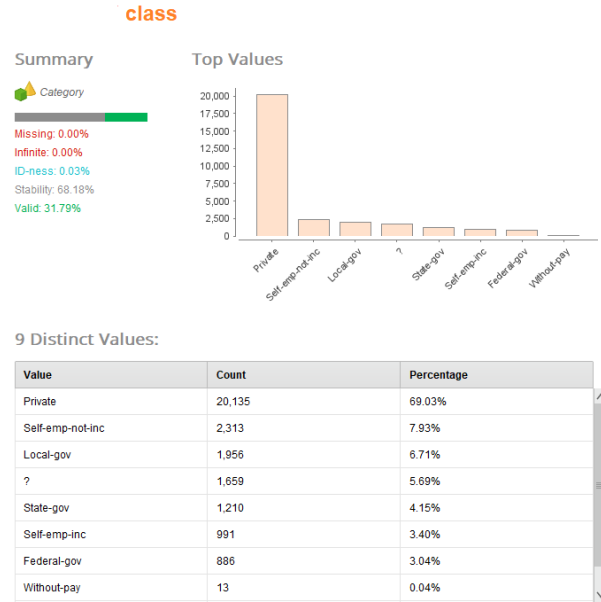 class
Summary
Top Values
Category
Missing: 0.00%
Infinite: 0.00%
ID-ness: 0.03%
Stability: 68.18%
Valid: 31.79%
20,000
17,500
15,000
12,500
10,000
7,500
5,000
2,500
0
Private
Self-emp-not-inc
Local-gov
?
State-gov
Self-emp-inc
Federal-gov
Without-pay
9 Distinct Values:
Value Count Percentage
Private 20,135 69.03%
Self-emp-not-inc 2,313 7.93%
Local-gov 1,956 6.71%
? 1,659 5.69%
State-gov 1,210 4.15%
Self-emp-inc 991 3.40%
Federal-gov 886 3.04%
Without-pay 13 0.04%